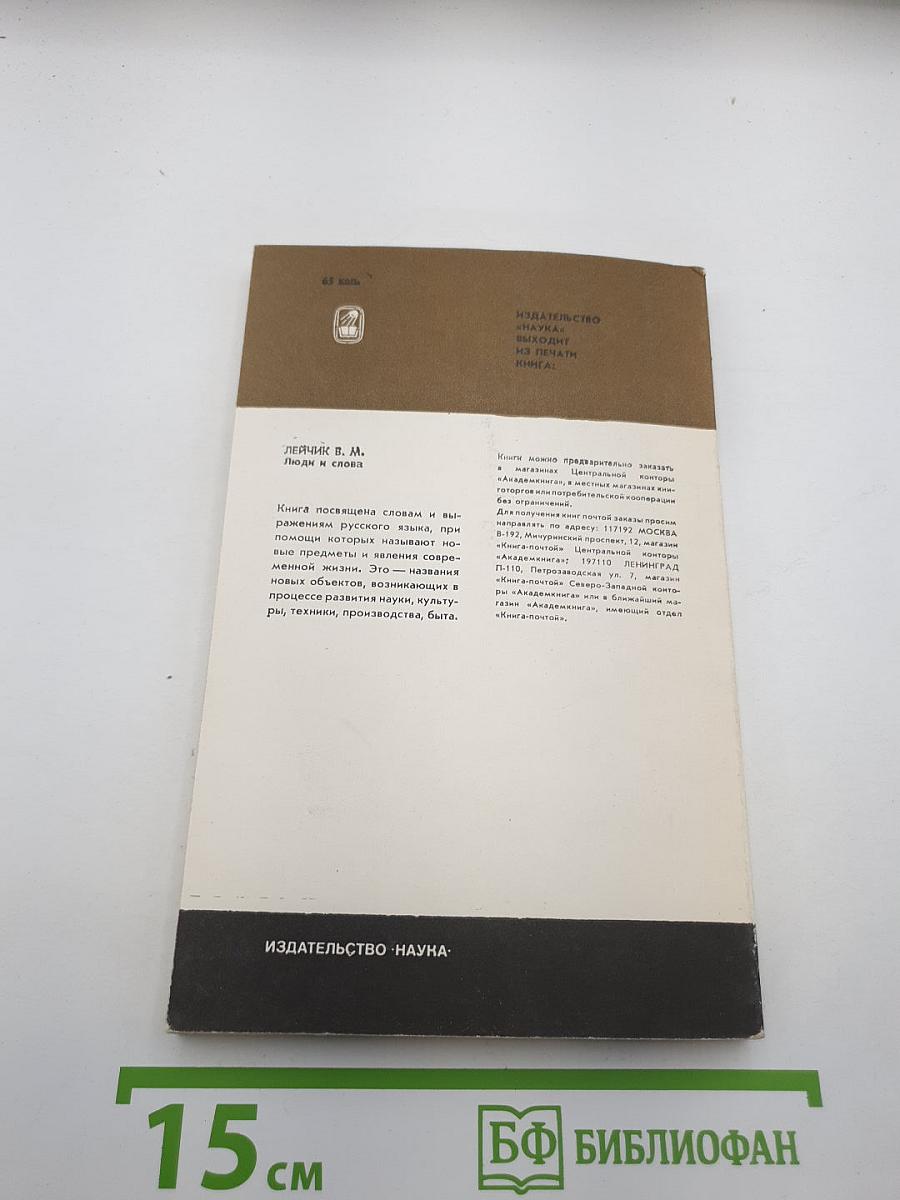 65 коп.
ИЗДАТЕЛЬСТВО
«НАУКА»
ВЫХОДИТ
ИЗ ПЕЧАТИ
КНИГА:
ЛЕЙЧИК В. М.
Люди и слова
Книга посвящена словам и вы-
ражениям русского языка, при
помощи которых называют но-
вые предметы и явления совре-
менной жизни. Это — названия
новых объектов, возникающих в
процессе развития науки, культу-
ры, техники, производства, быта.
Книги можно предварительно заказать
в магазинах Центральной конторы
«Академкнига», в местных магазинах кни-
готоргов или потребительской кооперации
без ограничений.
Для получения книг почтой заказы просим
направлять по адресу: 117192 МОСКВА
В-192, Мичуринский проспект, 12, магазин
«Книга-почтой» Центральной конторы
«Академкнига»; 197110 ЛЕНИНГРАД
П-110, Петрозаводская ул. 7, магазин
«Книга-почтой» Северо-Западной конто-
ры «Академкнига» или в ближайший ма-
газин «Академкнига», имеющий отдел
«Книга-почтой».
ИЗДАТЕЛЬСТВО ·НАУКА·
15 см
БФ БИБЛИОФАН